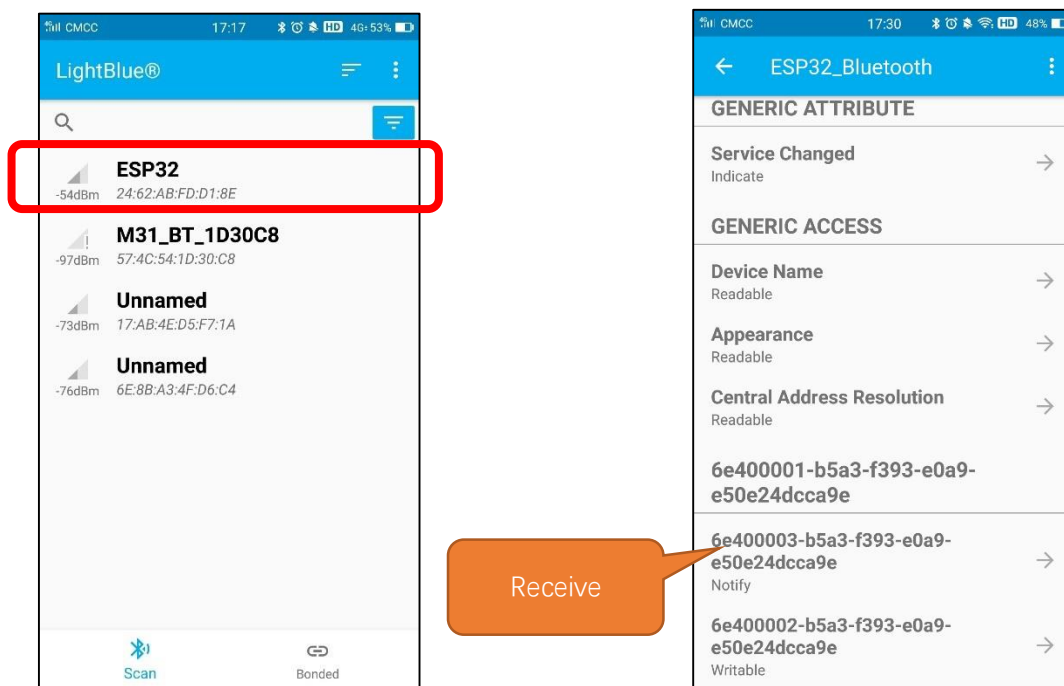 CMCC 17:17 HD 4G 53%
LightBlue®
ESP32
-54dBm 24:62:AB:FD:D1:8E
M31_BT_1D30C8
-97dBm 57:4C:54:1D:30:C8
Unnamed
-73dBm 17:AB:4E:D5:F7:1A
Unnamed
-76dBm 6E:8B:A3:4F:D6:C4
Scan Bonded
Receive
CMCC 17:30 HD 48%
ESP32_Bluetooth
GENERIC ATTRIBUTE
Service Changed
Indicate
GENERIC ACCESS
Device Name
Readable
Appearance
Readable
Central Address Resolution
Readable
6e400001-b5a3-f393-e0a9-
e50e24dcca9e
6e400003-b5a3-f393-e0a9-
e50e24dcca9e
Notify
6e400002-b5a3-f393-e0a9-
e50e24dcca9e
Writable